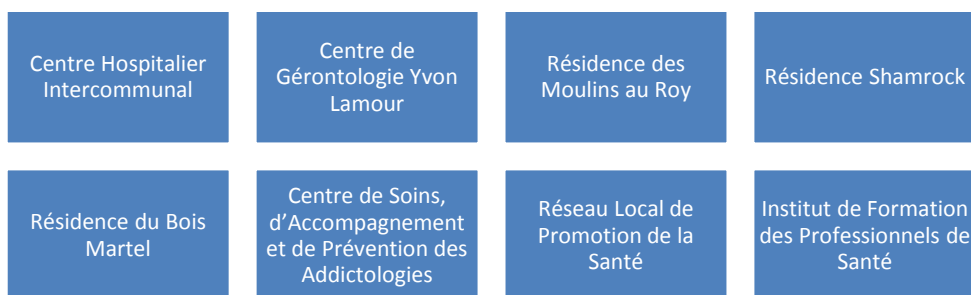 Centre Hospitalier
Intercommunal
Centre de
Gérontologie Yvon
Lamour
Résidence des
Moulins au Roy
Résidence Shamrock
Résidence du Bois
Martel
Centre de Soins,
d’Accompagnement
et de Prévention des
Addictologies
Réseau Local de
Promotion de la
Santé
Institut de Formation
des Professionnels de
Santé